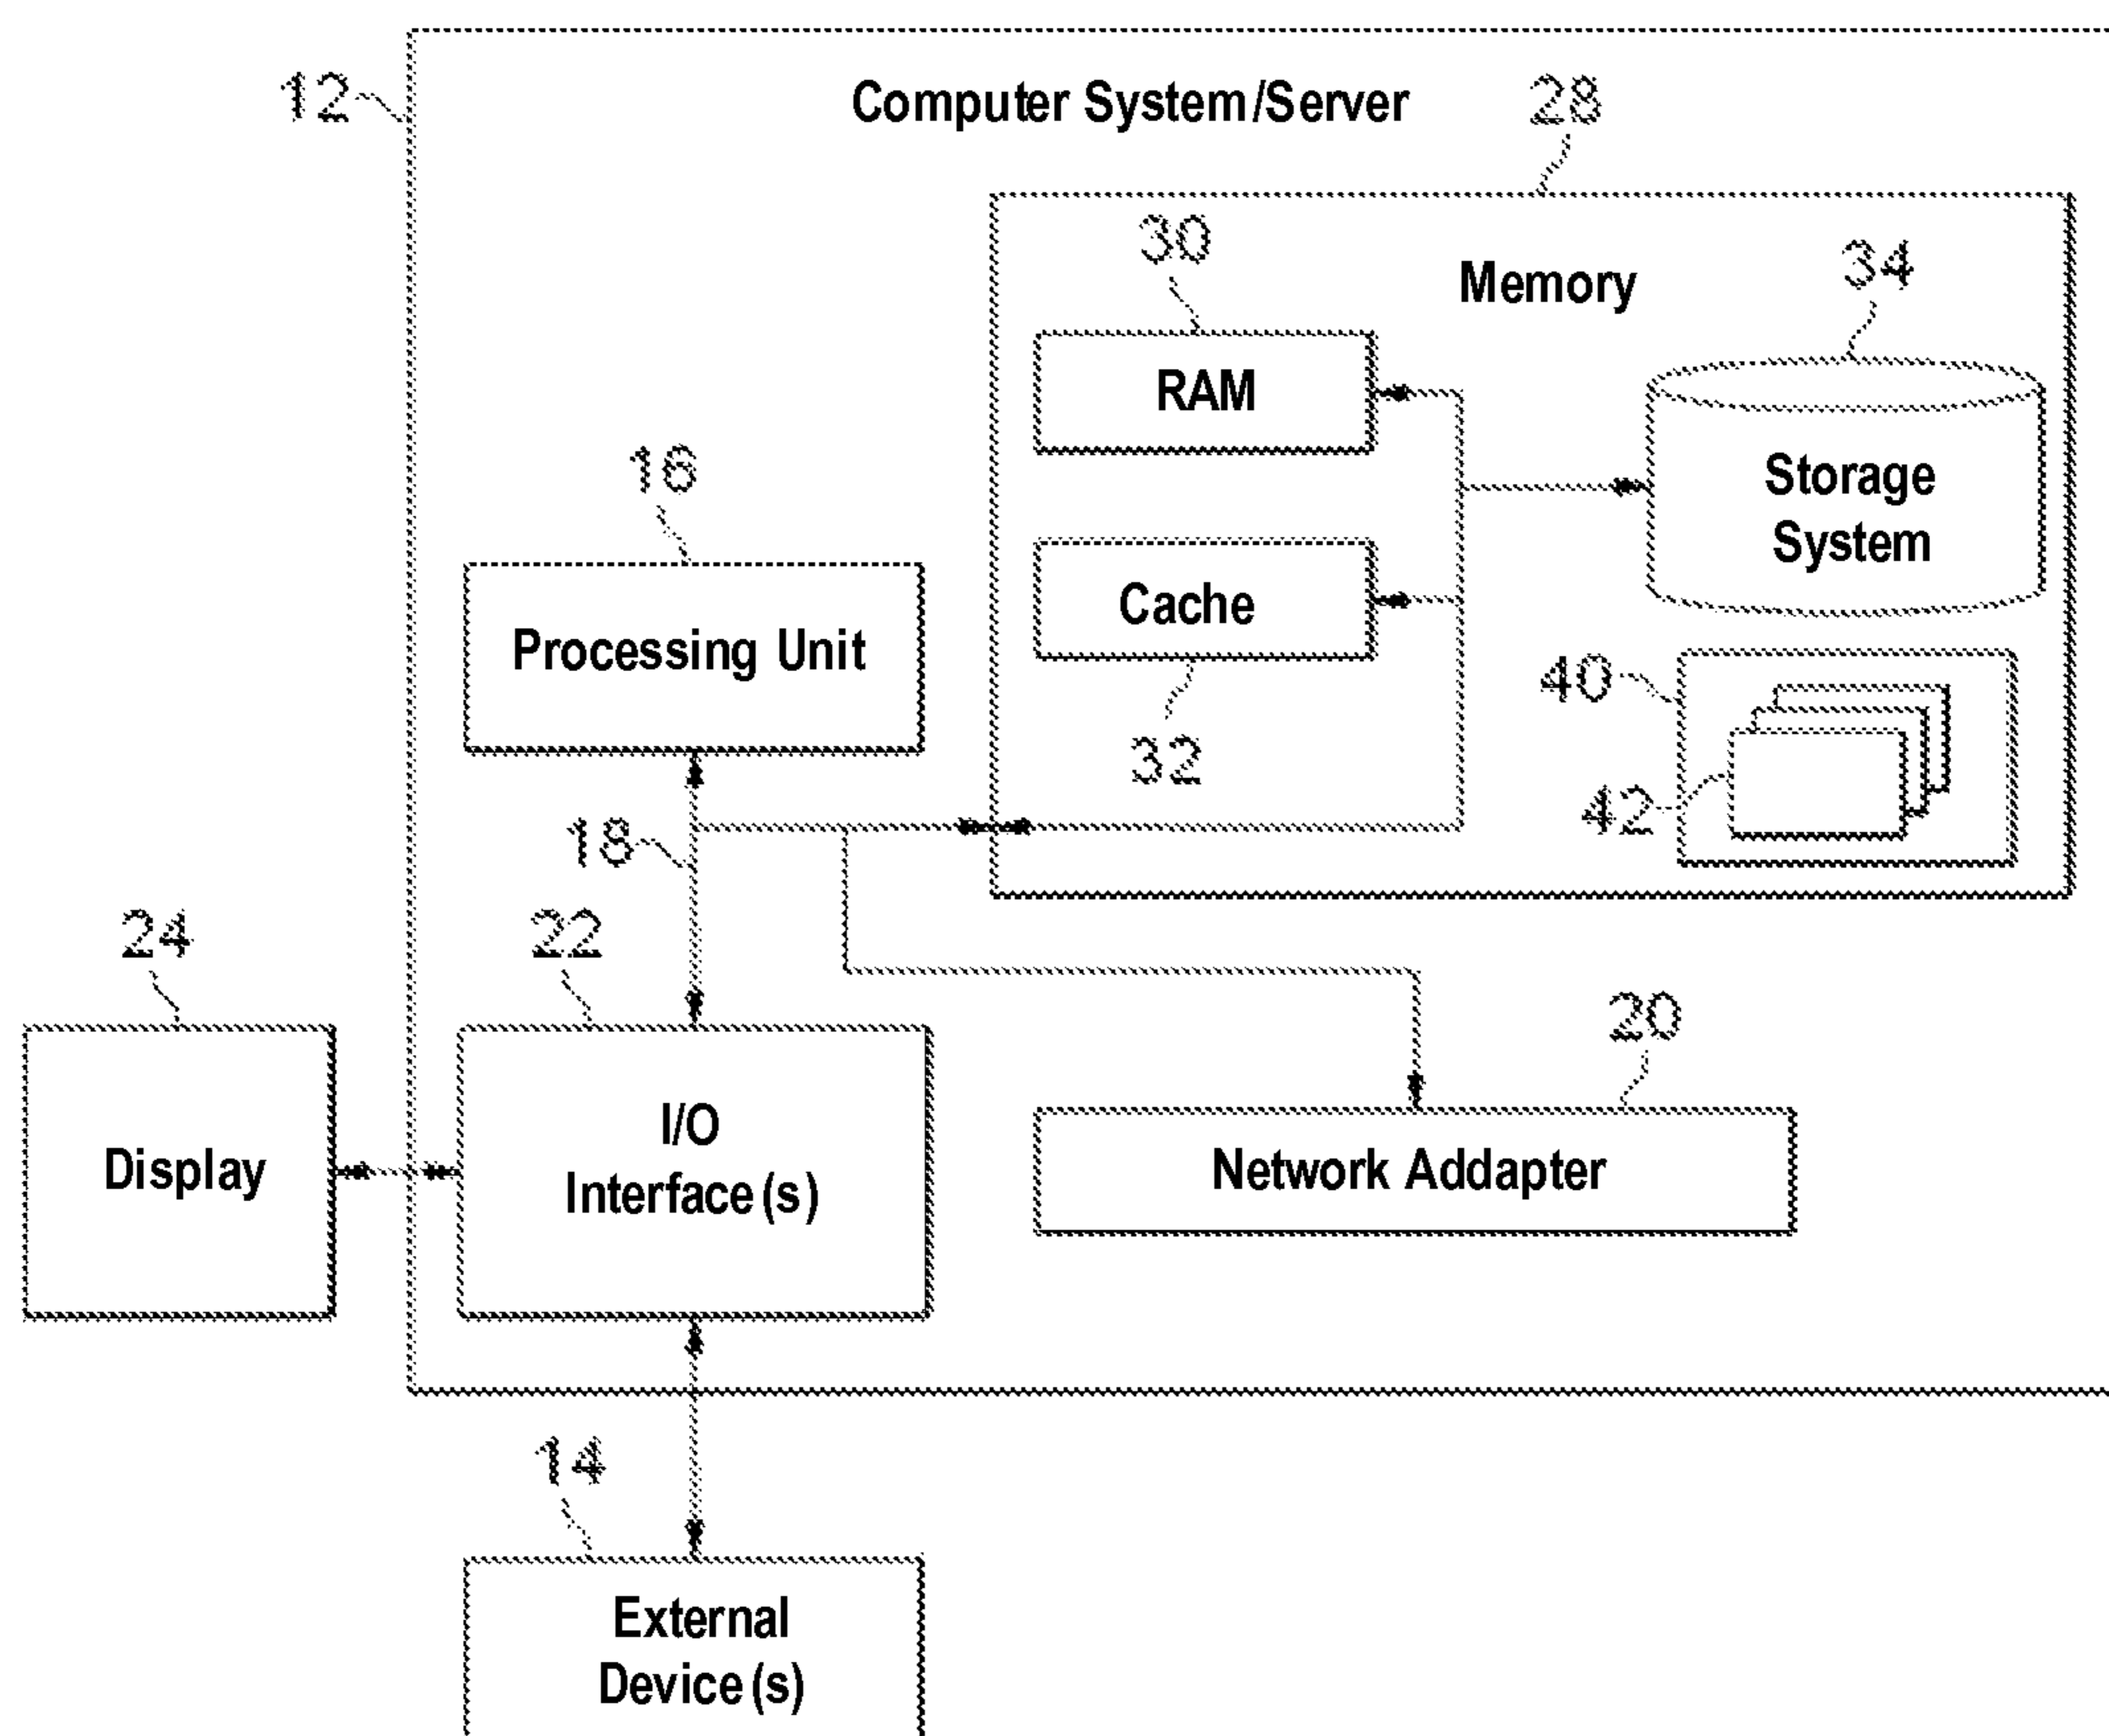 12
Computer System/Server
28
30
Memory
34
RAM
16
Storage
System
Cache
Processing Unit
40
32
42
18
24
22
20
I/O
Interface(s)
Display
Network Addapter
14
External
Device(s)